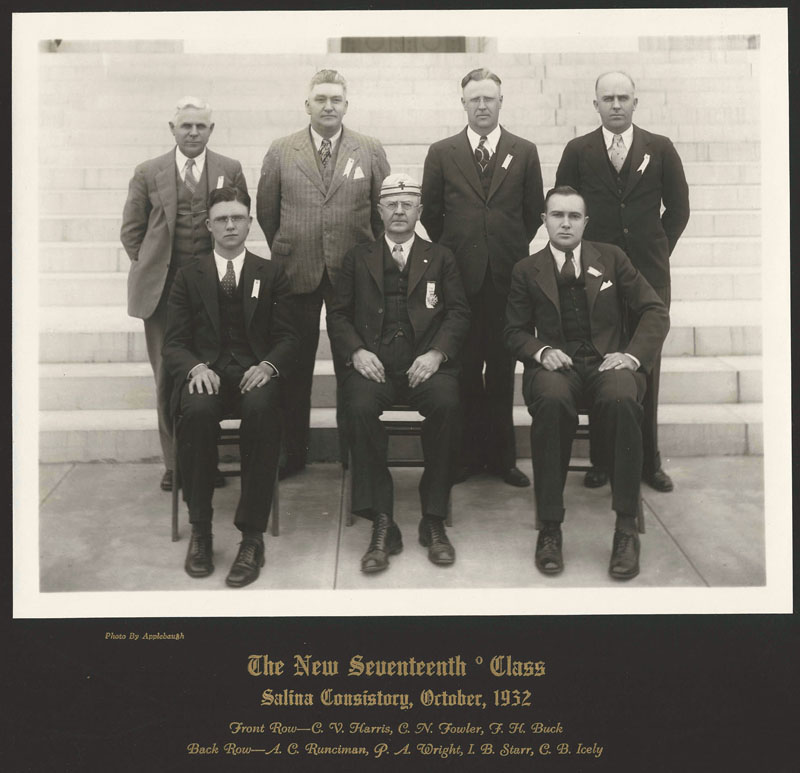 Photo By Applebaugh
The New Seventeenth ° Class
Salina Consistory, October, 1932
Front Row—C. V. Harris, C. N. Fowler, F. H. Buck
Back Row—A. C. Runciman, P. A. Wright, I. B. Starr, C. B. Icely